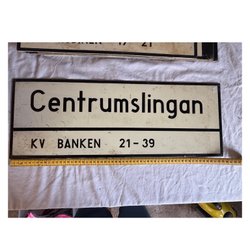 Centrumslingan
KV BANKEN 21-39